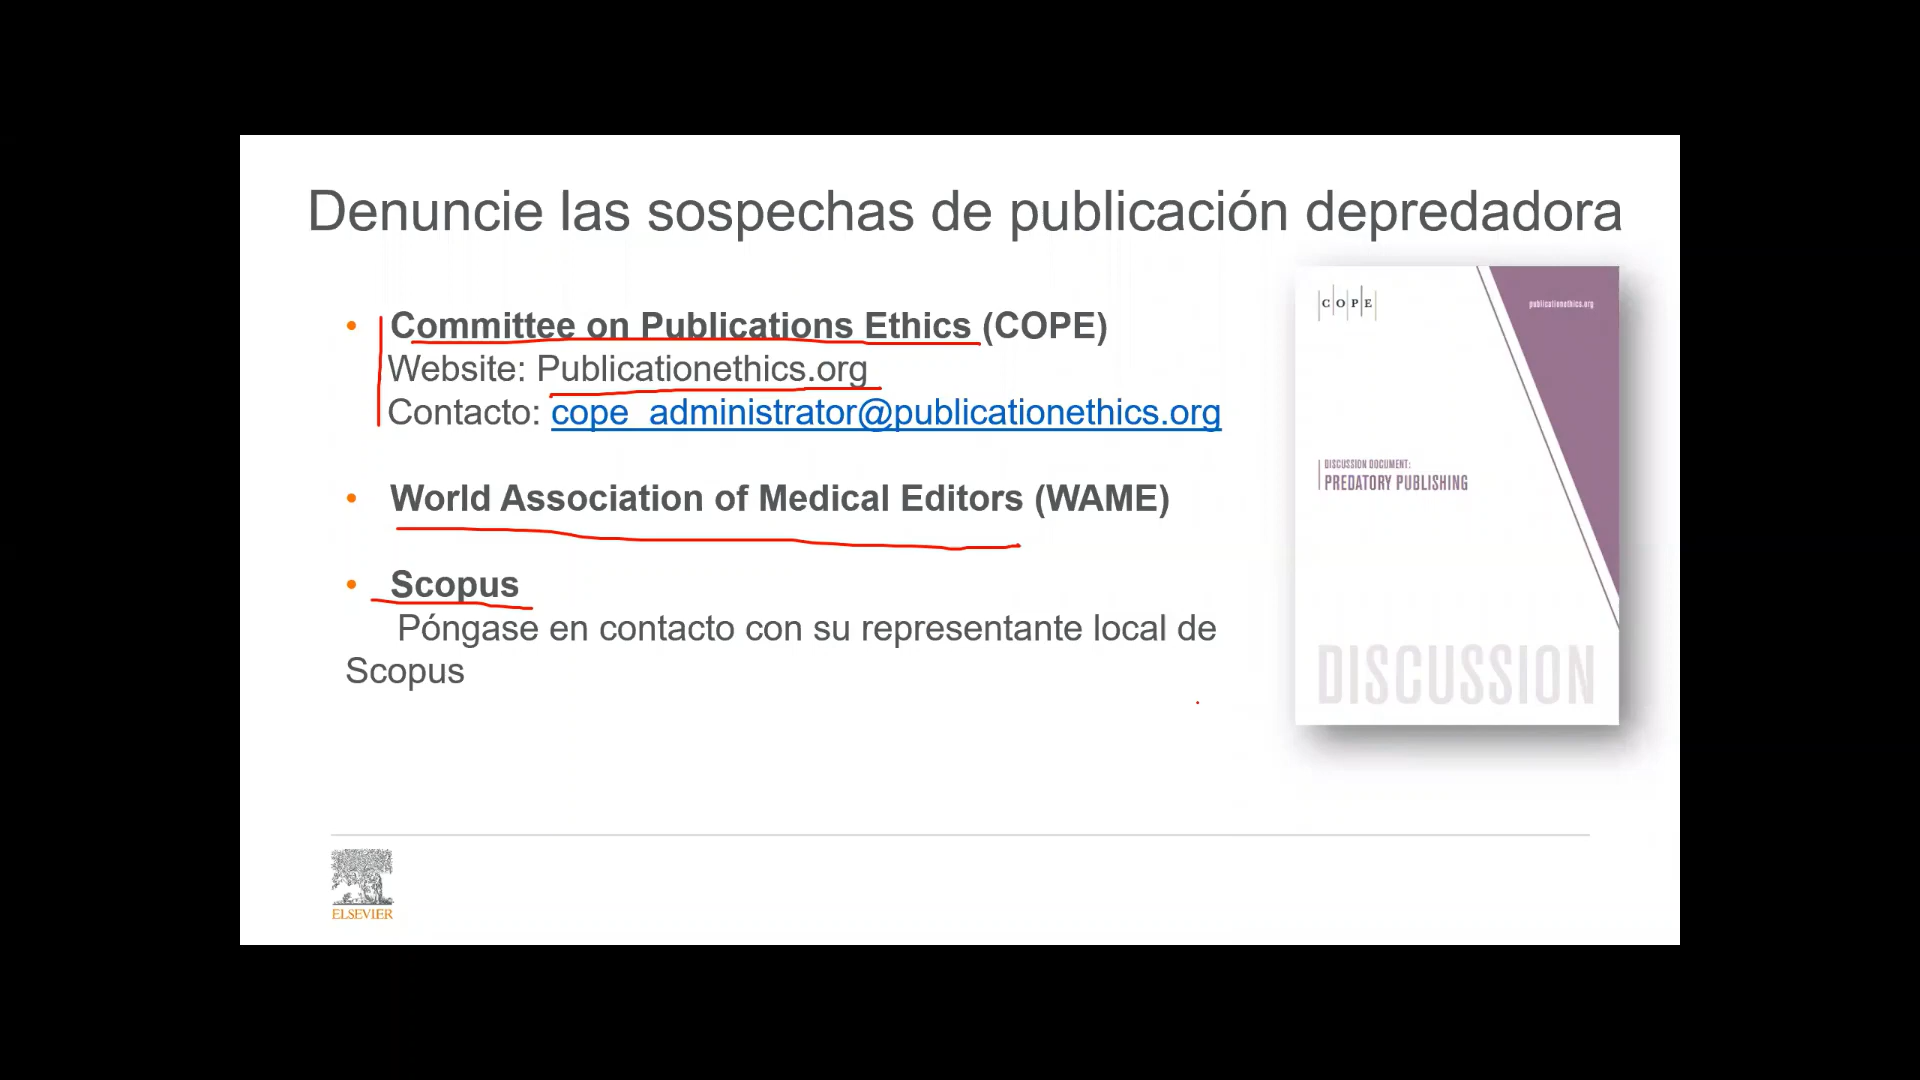 Denuncie las sospechas de publicación depredadora
• Committee on Publications Ethics (COPE)
Website: Publicationethics.org
Contacto: cope_administrator@publicationethics.org
• World Association of Medical Editors (WAME)
• Scopus
Póngase en contacto con su representante local de
Scopus
COPE
publicationethics.org
DISCUSSION DOCUMENT:
PREDATORY PUBLISHING
DISCUSSION
ELSEVIER